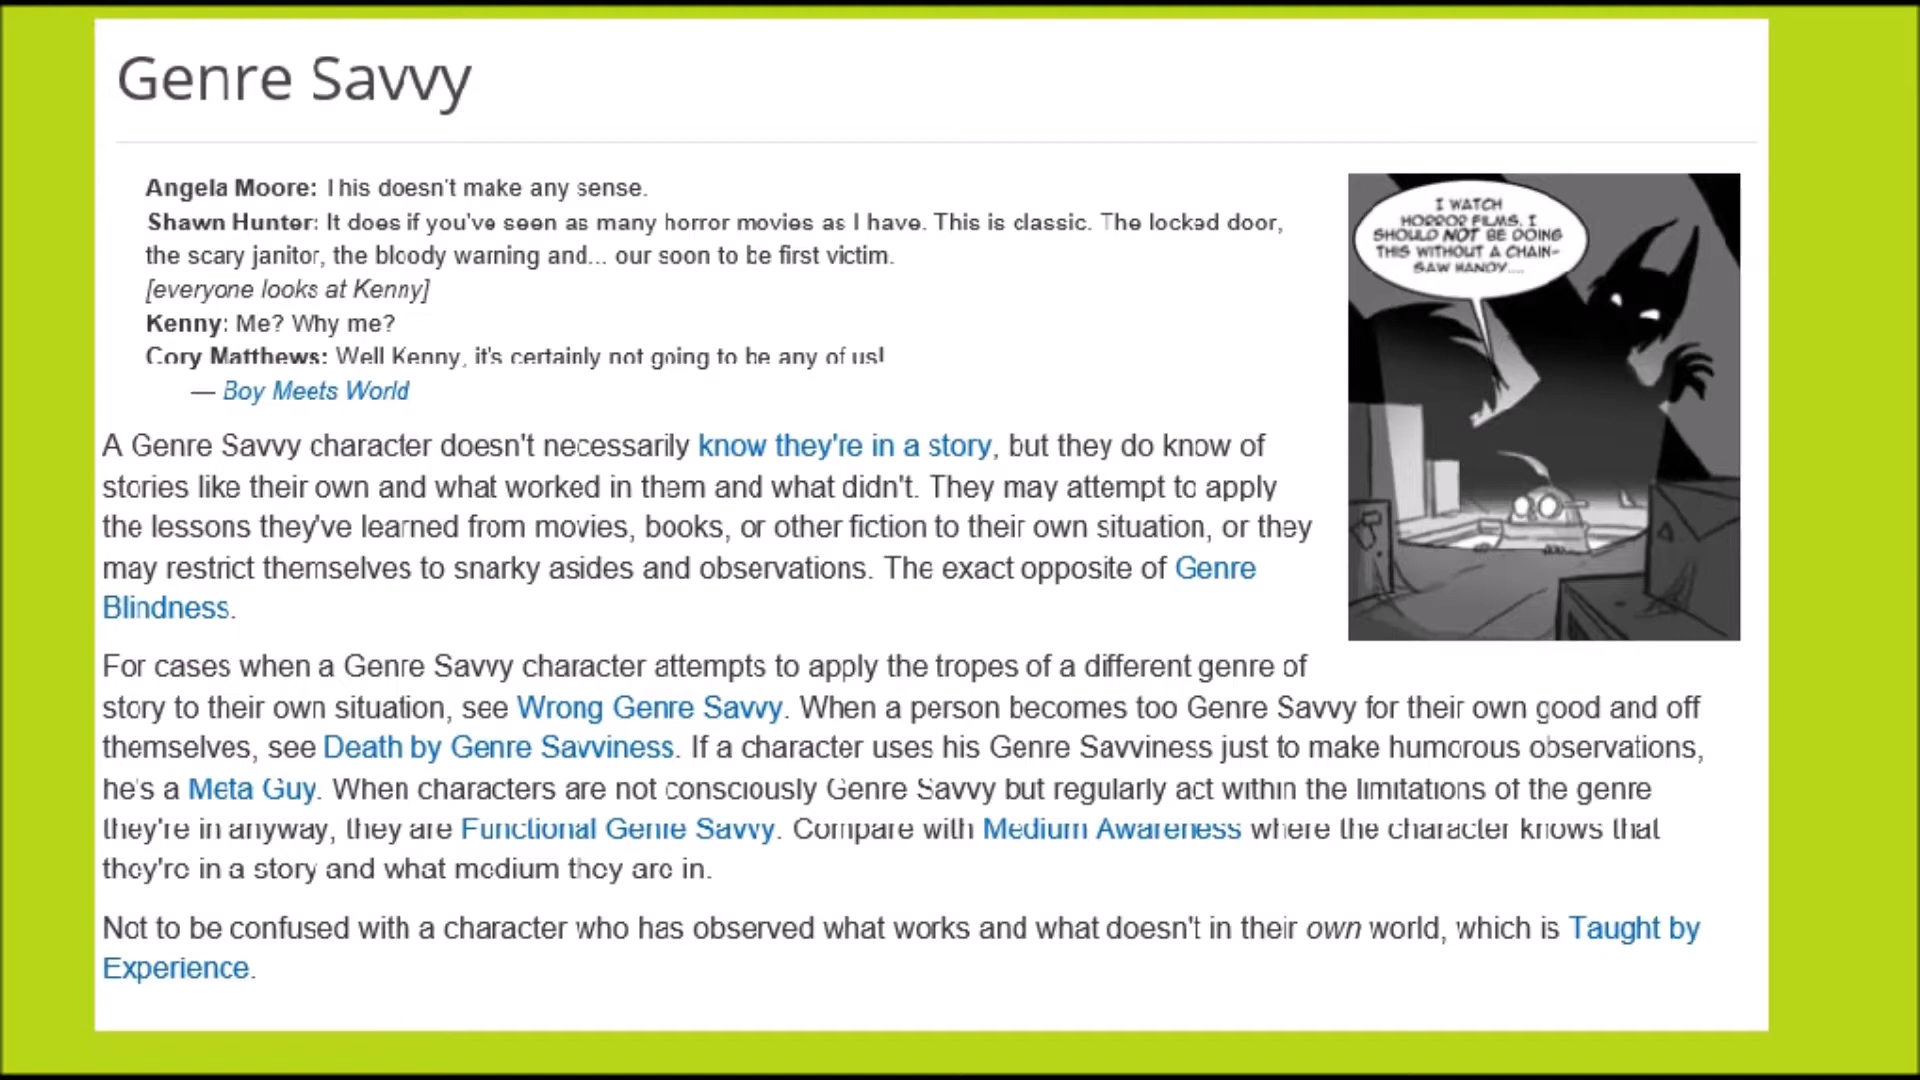 Genre Savvy
Angela Moore: This doesn't make any sense.
Shawn Hunter: It does if you've seen as many horror movies as I have. This is classic. The locked door,
the scary janitor, the bloody warning and... our soon to be first victim.
[everyone looks at Kenny]
Kenny: Me? Why me?
Cory Matthews: Well Kenny, it's certainly not going to be any of us!
— Boy Meets World
I WATCH
HORROR FILMS. I
SHOULD NOT BE DOING
THIS WITHOUT A CHAIN-
SAW HANDY....
A Genre Savvy character doesn't necessarily know they're in a story, but they do know of
stories like their own and what worked in them and what didn't. They may attempt to apply
the lessons they've learned from movies, books, or other fiction to their own situation, or they
may restrict themselves to snarky asides and observations. The exact opposite of Genre
Blindness.
For cases when a Genre Savvy character attempts to apply the tropes of a different genre of
story to their own situation, see Wrong Genre Savvy. When a person becomes too Genre Savvy for their own good and off
themselves, see Death by Genre Savviness. If a character uses his Genre Savviness just to make humorous observations,
he's a Meta Guy. When characters are not consciously Genre Savvy but regularly act within the limitations of the genre
they're in anyway, they are Functional Genre Savvy. Compare with Medium Awareness where the character knows that
they're in a story and what medium they are in.
Not to be confused with a character who has observed what works and what doesn't in their own world, which is Taught by
Experience.